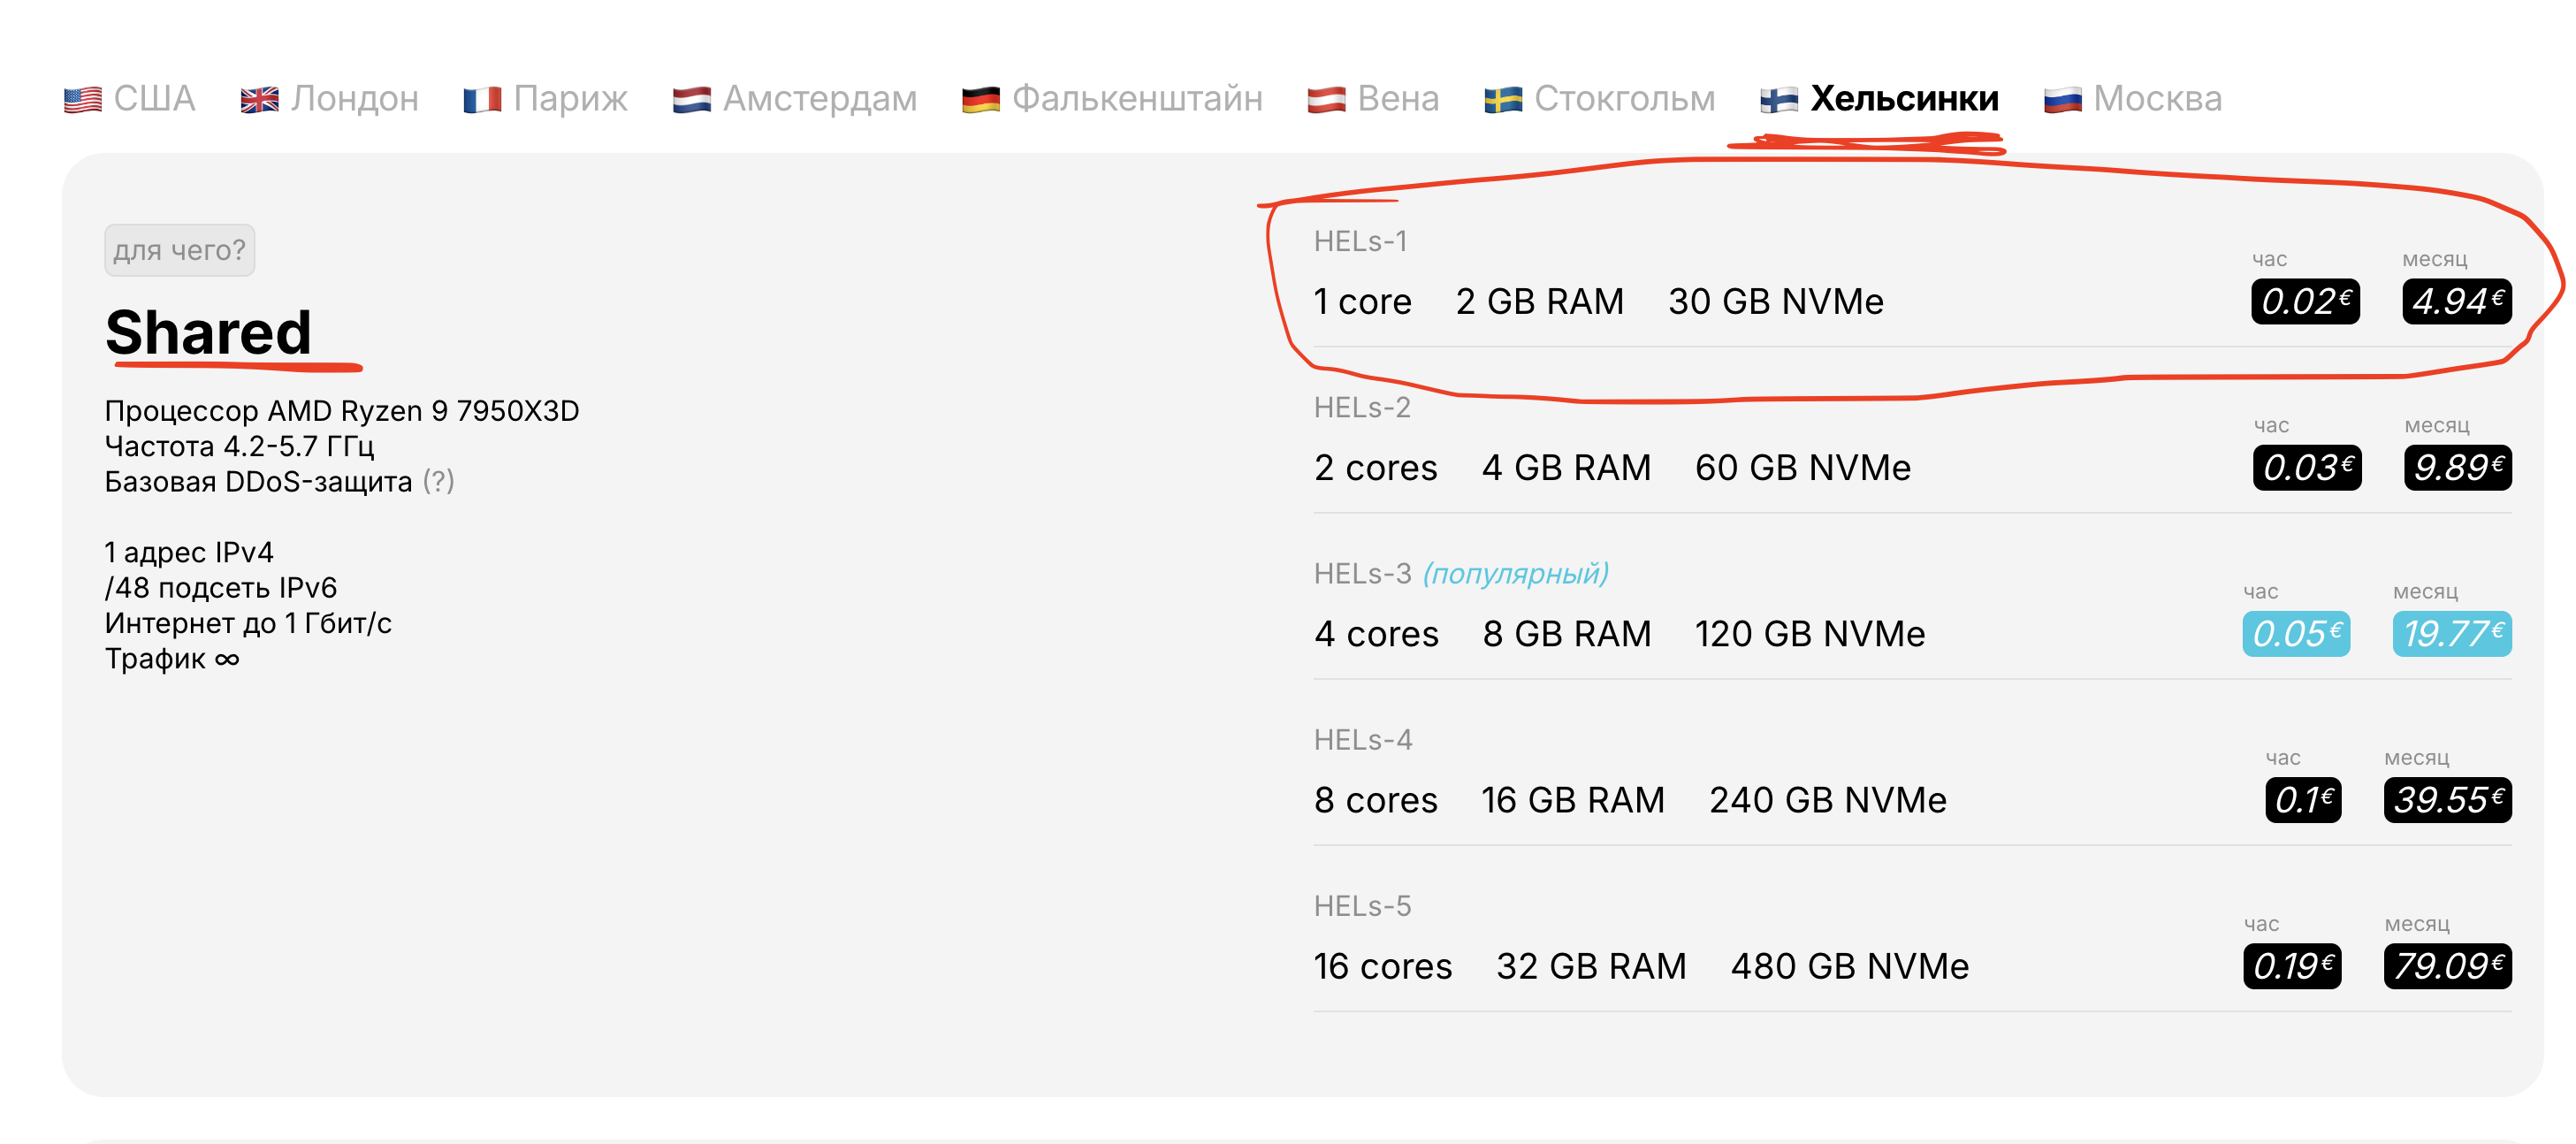 🇺🇸 США 🇬🇧 Лондон 🇫🇷 Париж 🇳🇱 Амстердам 🇩🇪 Фалькенштайн 🇦🇹 Вена 🇸🇪 Стокгольм 🇫🇮 Хельсинки 🇷🇺 Москва
для чего?
Shared
Процессор AMD Ryzen 9 7950X3D
Частота 4.2-5.7 ГГц
Базовая DDoS-защита (?)
1 адрес IPv4
/48 подсеть IPv6
Интернет до 1 Гбит/с
Трафик ∞
HELs-1
час месяц
1 core 2 GB RAM 30 GB NVMe 0.02€ 4.94€
HELs-2
час месяц
2 cores 4 GB RAM 60 GB NVMe 0.03€ 9.89€
HELs-3 (популярный)
час месяц
4 cores 8 GB RAM 120 GB NVMe 0.05€ 19.77€
HELs-4
час месяц
8 cores 16 GB RAM 240 GB NVMe 0.1€ 39.55€
HELs-5
час месяц
16 cores 32 GB RAM 480 GB NVMe 0.19€ 79.09€